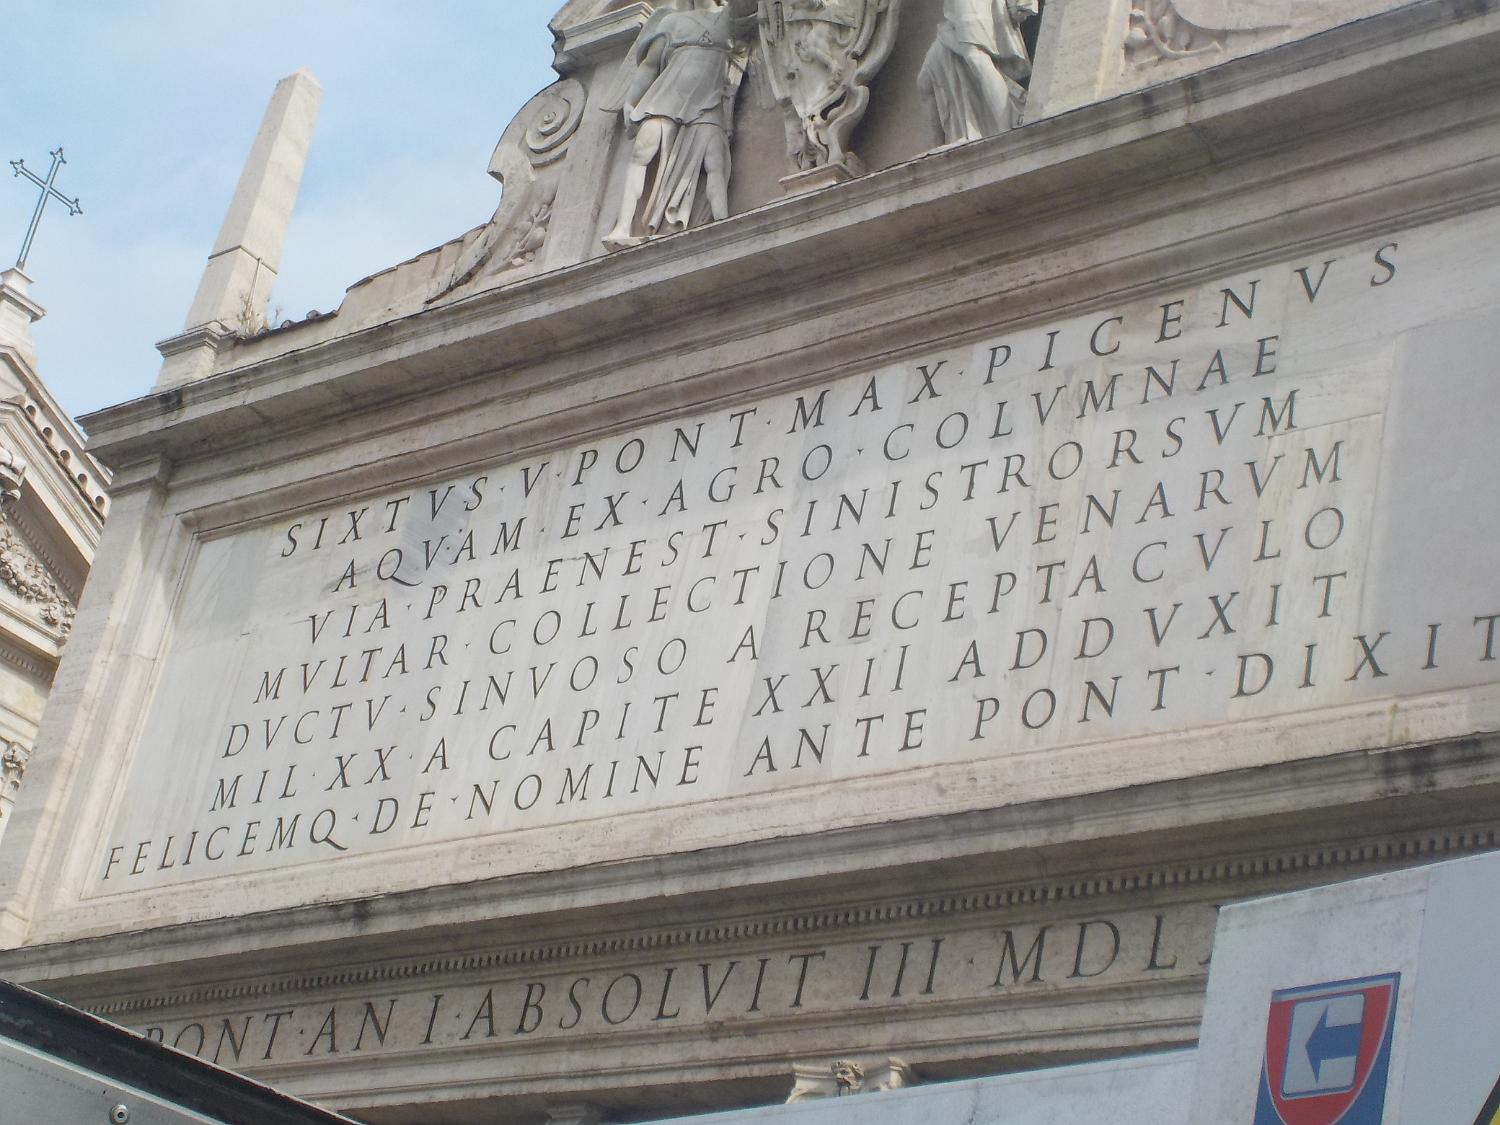 SIXTVS · V · PONT · MAX · PICENVS
AQVAM · EX · AGRO · COLVMNAE
VIA · PRAENEST · SINISTRORSVM
MVLTAR · COLLECTIONE VENARVM
DVCTV · SINVOSO A RECEPTACVLO
MIL · XX · A CAPITE XXII ADDVXIT
FELICEMQ · DE · NOMINE ANTE PONT · DIXIT
PONT · AN I · ABSOLVIT III · MDL